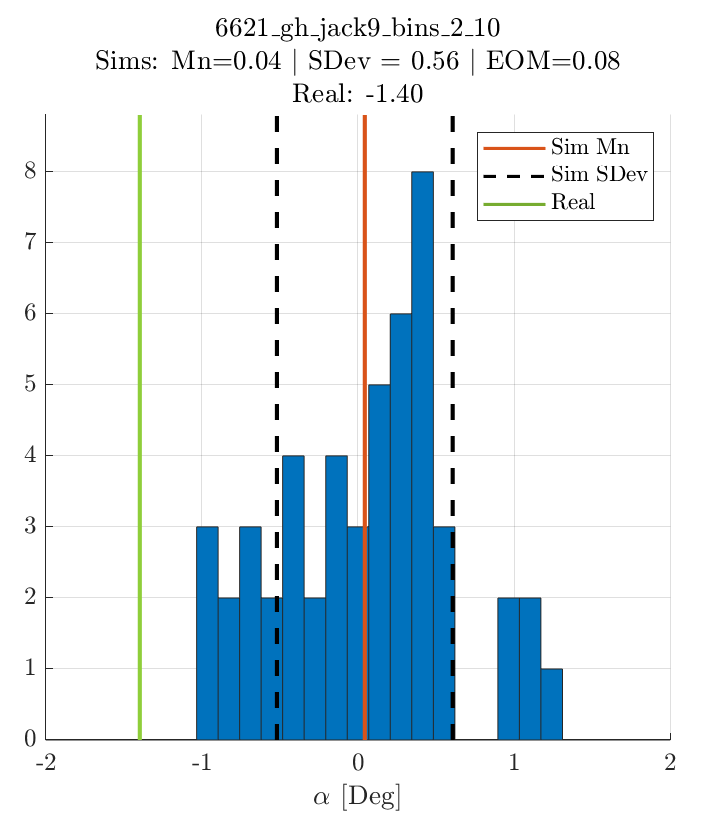 6621_gh_jack9_bins_2_10
Sims: Mn=0.04 | SDev = 0.56 | EOM=0.08
Real: -1.40
Sim Mn
Sim SDev
Real
8
7
6
5
4
3
2
1
0
-2 -1 0 1 2
α [Deg]